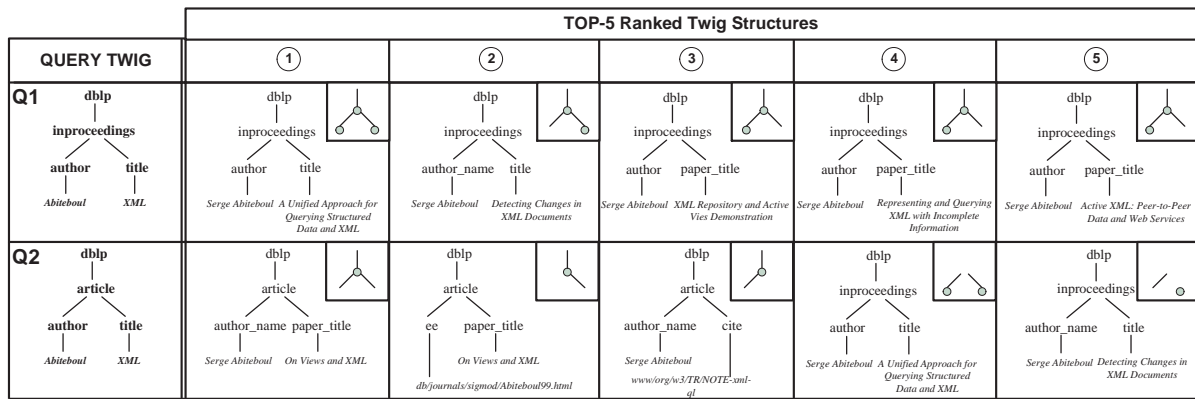 TOP-5 Ranked Twig Structures
QUERY TWIG
1
2
3
4
5
Q1
dblp
inproceedings
author title
Abiteboul XML
dblp
inproceedings
author title
Serge Abiteboul A Unified Approach for
Querying Structured
Data and XML
dblp
inproceedings
author_name title
Serge Abiteboul Detecting Changes in
XML Documents
dblp
inproceedings
author paper_title
Serge Abiteboul XML Repository and Active
Vies Demonstration
dblp
inproceedings
author paper_title
Serge Abiteboul Representing and Querying
XML with Incomplete
Information
dblp
inproceedings
author paper_title
Serge Abiteboul Active XML: Peer-to-Peer
Data and Web Services
Q2
dblp
article
author title
Abiteboul XML
dblp
article
author_name paper_title
Serge Abiteboul On Views and XML
dblp
article
ee paper_title
On Views and XML
db/journals/sigmod/Abiteboul99.html
dblp
article
author_name cite
Serge Abiteboul
www/org/w3/TR/NOTE-xml-
ql
dblp
inproceedings
author title
Serge Abiteboul A Unified Approach for
Querying Structured
Data and XML
dblp
inproceedings
author_name title
Serge Abiteboul Detecting Changes in
XML Documents